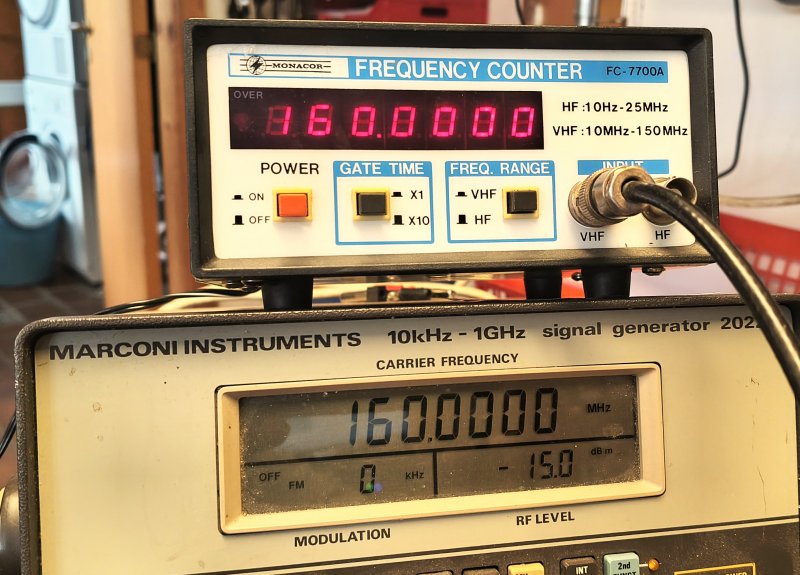 MONACOR
FREQUENCY COUNTER
FC-7700A
OVER
160.0000
HF :10Hz-25MHz
VHF :10MHz-150MHz
POWER
ON
OFF
GATE TIME
X1
X10
FREQ. RANGE
VHF
HF
INPUT
VHF
HF
MARCONI INSTRUMENTS 10kHz - 1GHz signal generator
CARRIER FREQUENCY
160.0000 MHz
OFF FM 0 kHz
-15.0 dBm
MODULATION
RF LEVEL
INT
2nd